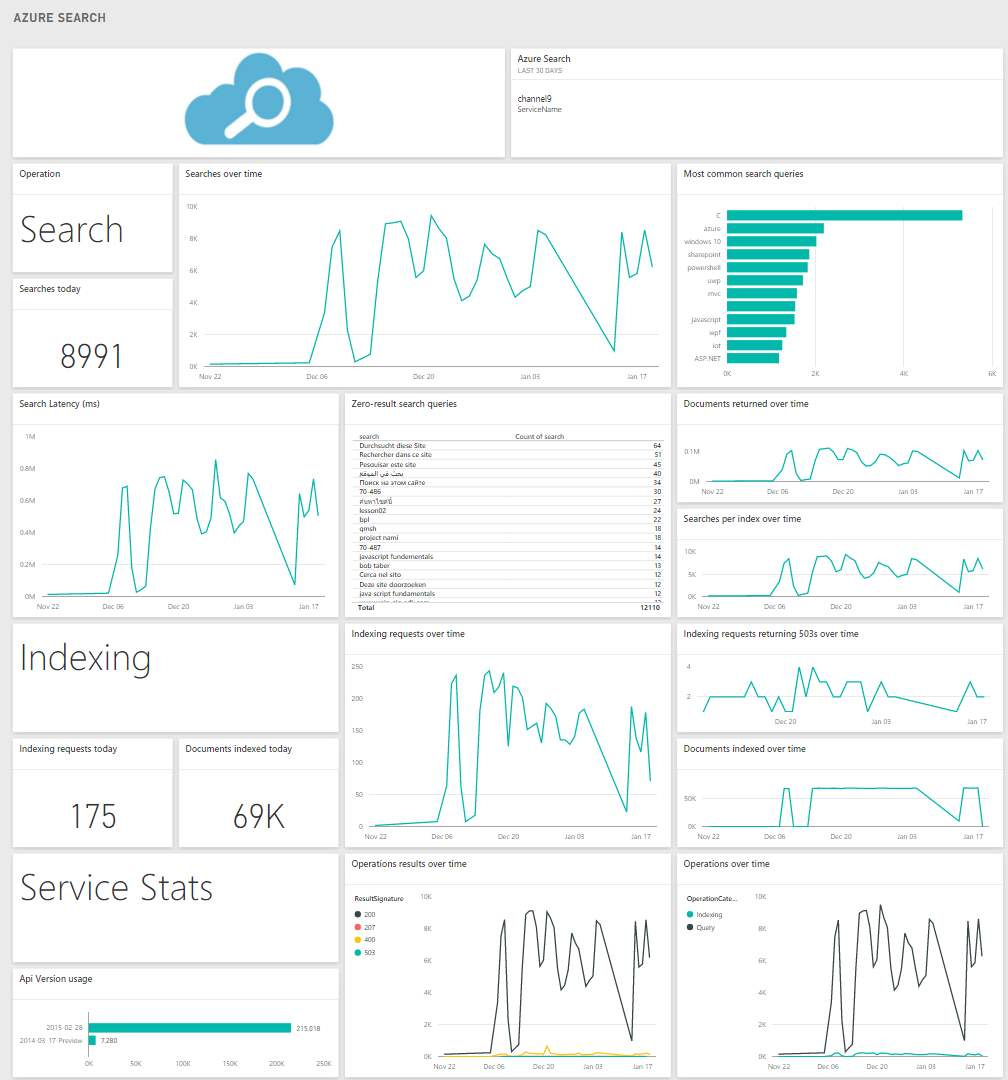 AZURE SEARCH
Azure Search
LAST 30 DAYS
channel9
ServiceName
Operation
Search
Searches today
8991
Searches over time
10K
8K
6K
4K
2K
0K
Nov 22 Dec 06 Dec 20 Jan 03 Jan 17
Most common search queries
C
azure
windows 10
sharepoint
powershell
uwp
mvc
javascript
wpf
iot
ASP.NET
0K 2K 4K 6K
Search Latency (ms)
1M
0.8M
0.6M
0.4M
0.2M
0M
Nov 22 Dec 06 Dec 20 Jan 03 Jan 17
Zero-result search queries
search Count of search
Durchsucht diese Site 64
Rechercher dans ce site 51
Pesquisar este site 45
بحث في الموقع 40
Поиск на этом сайте 34
70-486 30
ค้นหาไซต์นี้ 27
lesson02 24
bpl 22
qmsh 18
project nami 18
70-487 14
javascript fundementals 14
bob taber 13
Cerca nel sito 12
Deze site doorzoeken 12
java script fundamentals 12
Total 12110
Documents returned over time
0.1M
0M
Nov 22 Dec 06 Dec 20 Jan 03 Jan 17
Searches per index over time
10K
5K
0K
Nov 22 Dec 06 Dec 20 Jan 03 Jan 17
Indexing
Indexing requests today
175
Documents indexed today
69K
Indexing requests over time
250
200
150
100
50
0
Nov 22 Dec 06 Dec 20 Jan 03 Jan 17
Indexing requests returning 503s over time
4
2
Dec 20 Jan 03 Jan 17
Documents indexed over time
50K
0K
Nov 22 Dec 06 Dec 20 Jan 03 Jan 17
Service Stats
Api Version usage
2015-02-28 215,018
2014-03-17 Preview 7,280
0K 50K 100K 150K 200K 250K
Operations results over time
ResultSignature
200
207
400
503
10K
8K
6K
4K
2K
0K
Nov 22 Dec 06 Dec 20 Jan 03 Jan 17
Operations over time
OperationCate...
Indexing
Query
10K
8K
6K
4K
2K
0K
Nov 22 Dec 06 Dec 20 Jan 03 Jan 17